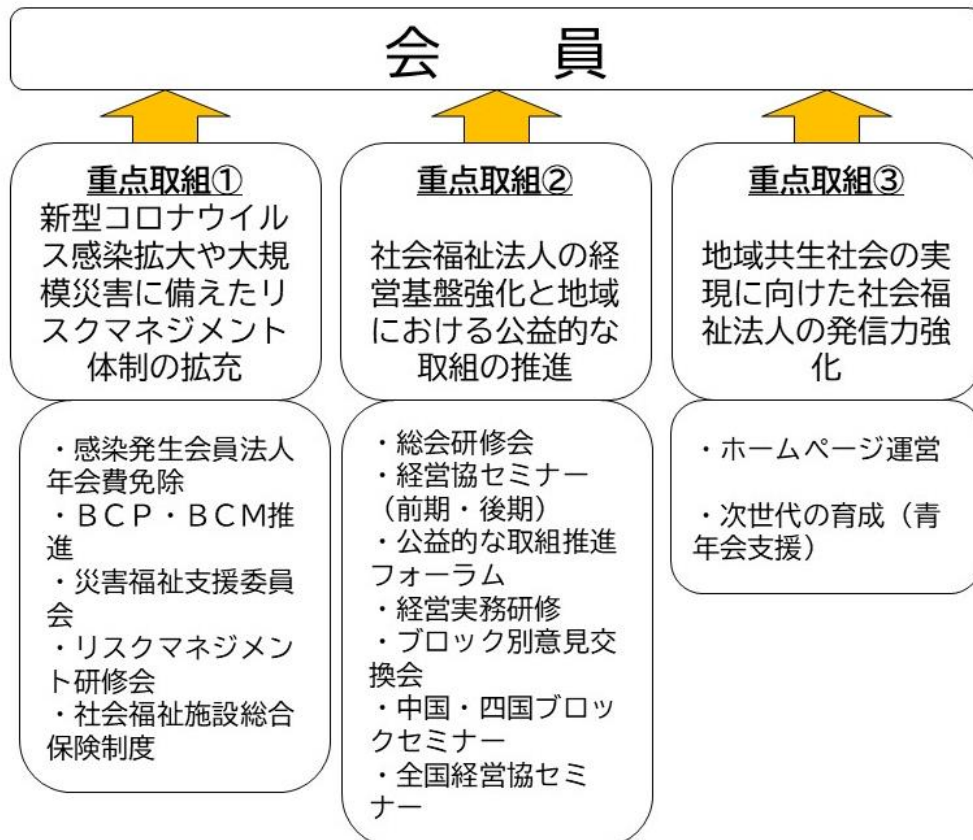 会　員
重点取組①
新型コロナウイル
ス感染拡大や大規
模災害に備えたリ
スクマネジメント
体制の拡充
・感染発生会員法人
年会費免除
・ＢＣＰ・ＢＣＭ推
進
・災害福祉支援委員
会
・リスクマネジメン
ト研修会
・社会福祉施設総合
保険制度
重点取組②
社会福祉法人の経
営基盤強化と地域
における公益的な
取組の推進
・総会研修会
・経営協セミナー
（前期・後期）
・公益的な取組推進
フォーラム
・経営実務研修
・ブロック別意見交
換会
・中国・四国ブロッ
クセミナー
・全国経営協セミ
ナー
重点取組③
地域共生社会の実
現に向けた社会福
祉法人の発信力強
化
・ホームページ運営
・次世代の育成（青
年会支援）